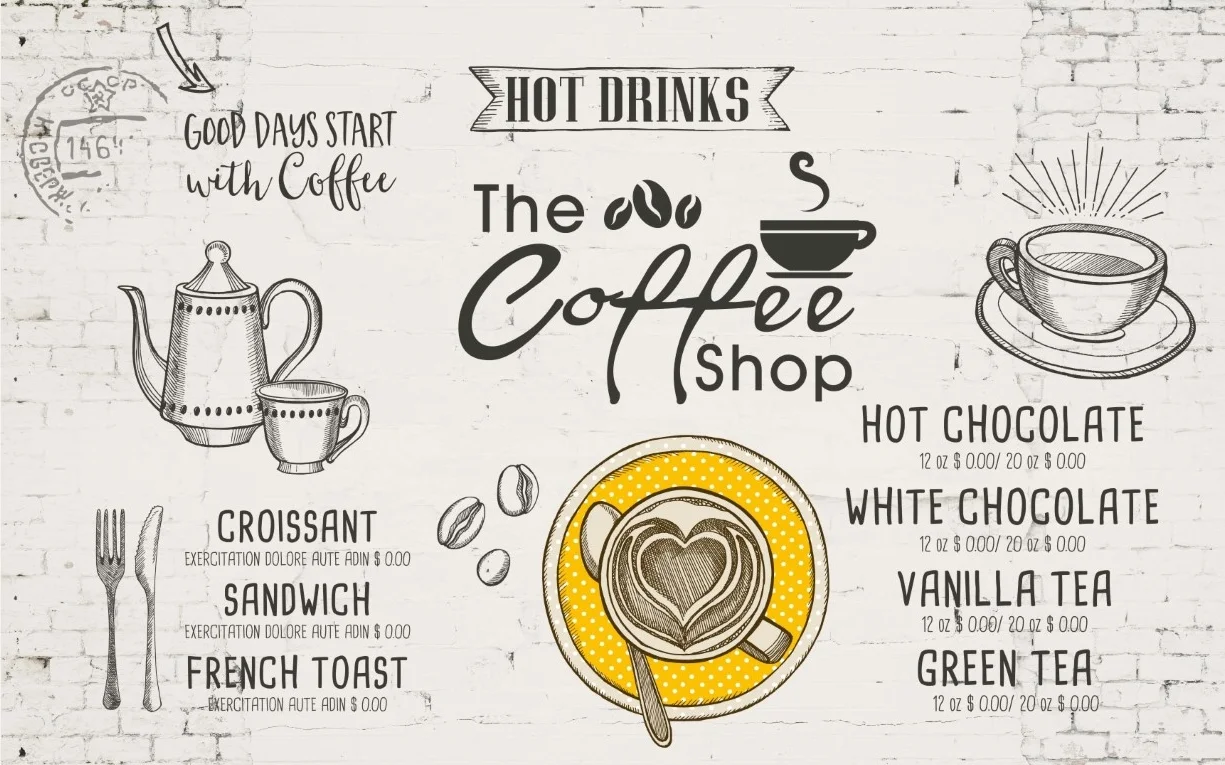 СССР
1464
GOOD DAYS START
with Coffee
HOT DRINKS
The
Coffee
Shop
CROISSANT
EXERCITATION DOLORE AUTE ADIN $ 0.00
SANDWICH
EXERCITATION DOLORE AUTE ADIN $ 0.00
FRENCH TOAST
EXERCITATION AUTE ADIN $ 0.00
HOT CHOCOLATE
12 oz $ 0.00/ 20 oz $ 0.00
WHITE CHOCOLATE
12 oz $ 0.00/ 20 oz $ 0.00
VANILLA TEA
12 oz $ 0.00/ 20 oz $ 0.00
GREEN TEA
12 oz $ 0.00/ 20 oz $ 0.00